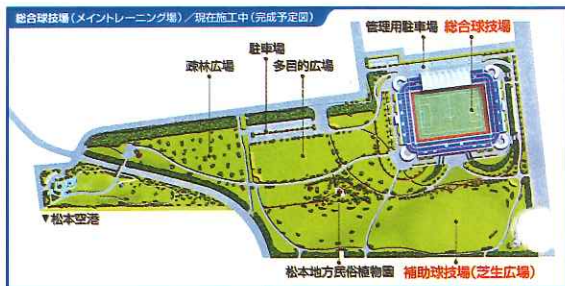 総合球技場(メイントレーニング場)／現在施工中(完成予定図)
管理用駐車場
総合球技場
駐車場
疎林広場
多目的広場
▼松本空港
松本地方民俗植物園
補助球技場(芝生広場)